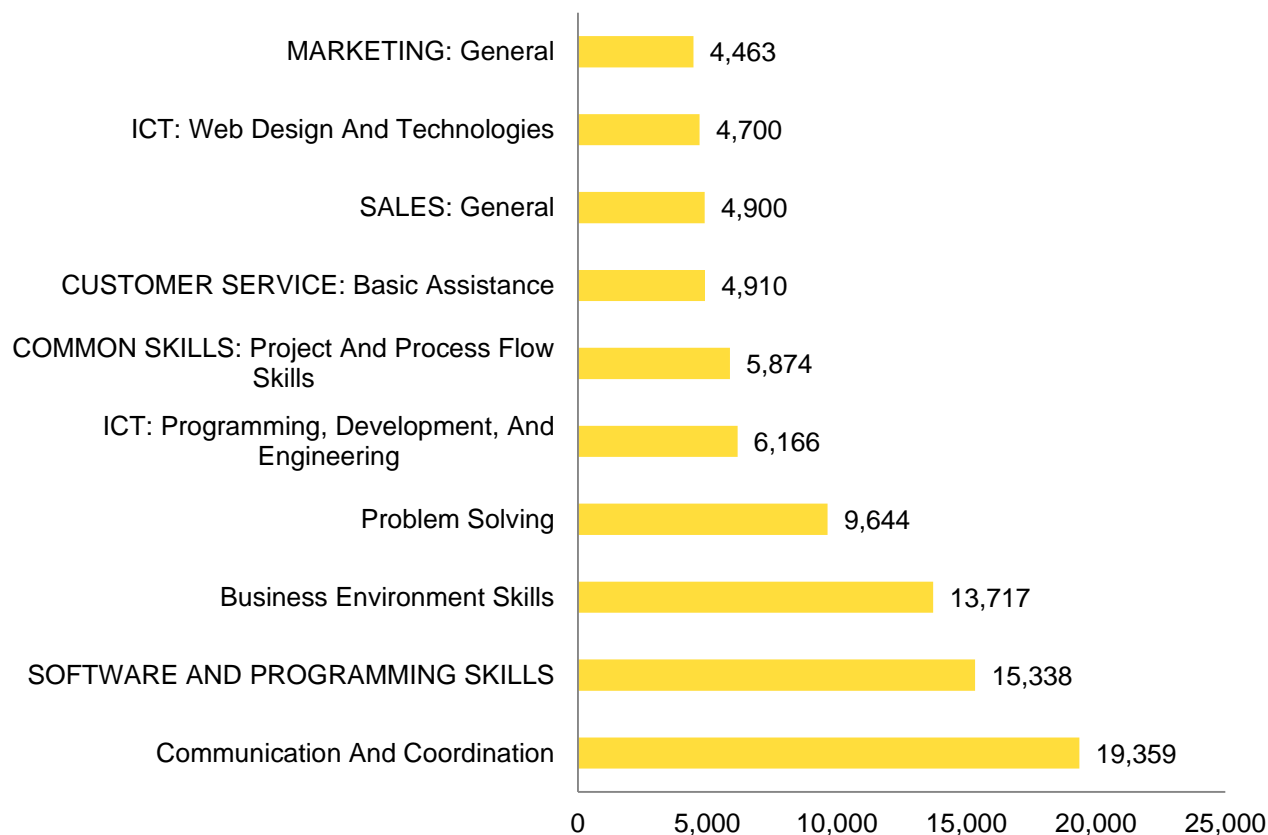 MARKETING: General
4,463
ICT: Web Design And Technologies
4,700
SALES: General
4,900
CUSTOMER SERVICE: Basic Assistance
4,910
COMMON SKILLS: Project And Process Flow
Skills
5,874
ICT: Programming, Development, And
Engineering
6,166
Problem Solving
9,644
Business Environment Skills
13,717
SOFTWARE AND PROGRAMMING SKILLS
15,338
Communication And Coordination
19,359
0 5,000 10,000 15,000 20,000 25,000